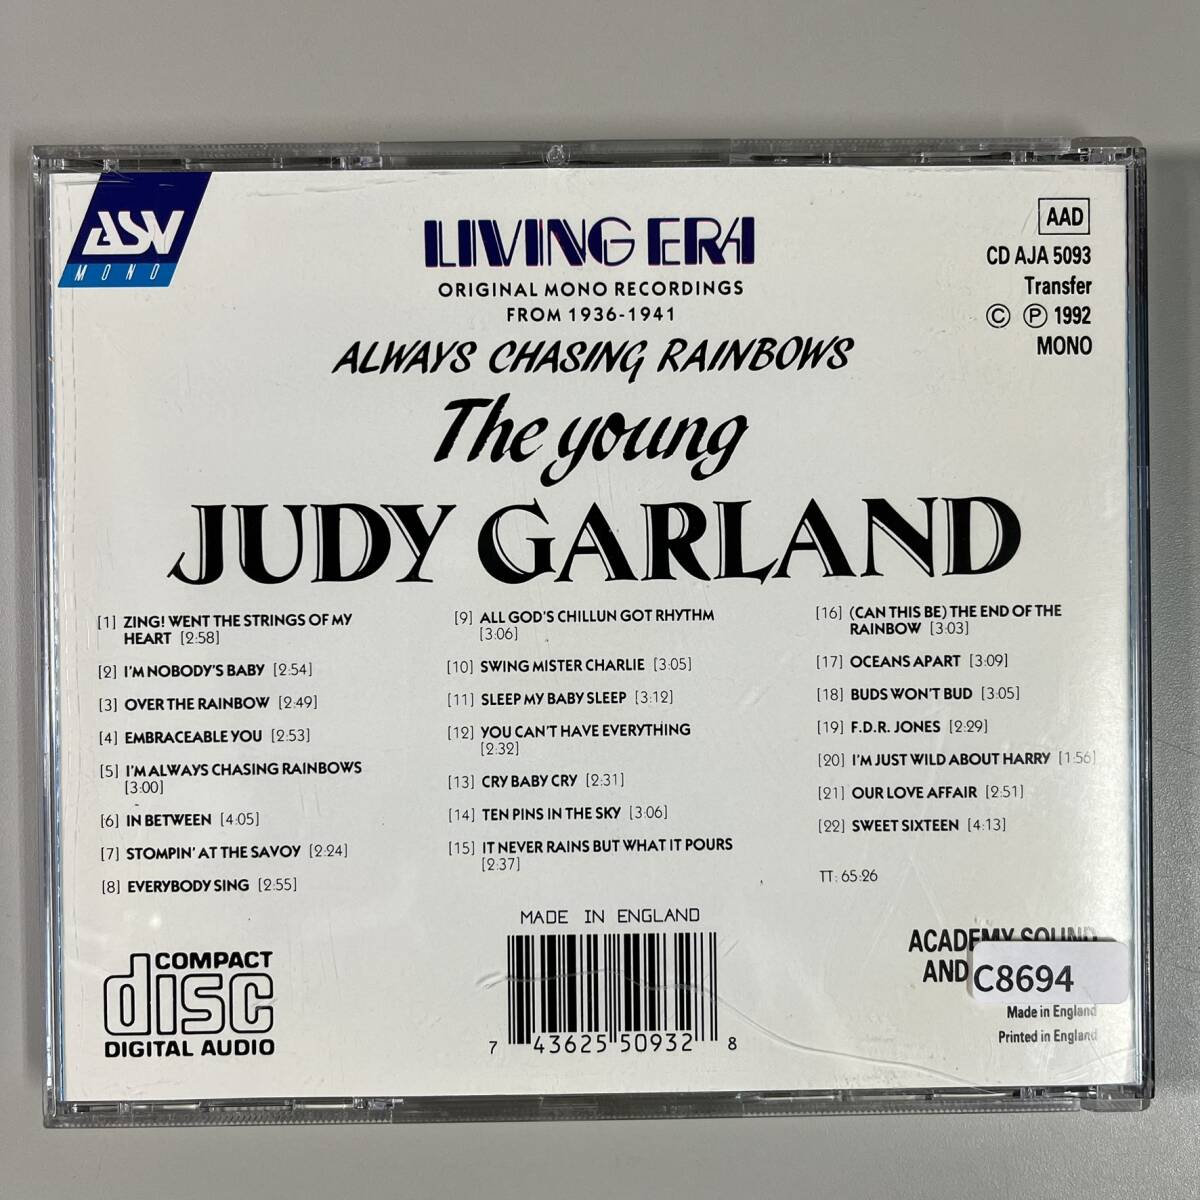 ASV
MONO
LIVING ERA
ORIGINAL MONO RECORDINGS
FROM 1936-1941
ALWAYS CHASING RAINBOWS
The young
JUDY GARLAND
AAD
CD AJA 5093
Transfer
© ℗ 1992
MONO
[1] ZING! WENT THE STRINGS OF MY
HEART [2:58]
[2] I'M NOBODY'S BABY [2:54]
[3] OVER THE RAINBOW [2:49]
[4] EMBRACEABLE YOU [2:53]
[5] I'M ALWAYS CHASING RAINBOWS
[3:00]
[6] IN BETWEEN [4:05]
[7] STOMPIN' AT THE SAVOY [2:24]
[8] EVERYBODY SING [2:55]
[9] ALL GOD'S CHILLUN GOT RHYTHM
[3:06]
[10] SWING MISTER CHARLIE [3:05]
[11] SLEEP MY BABY SLEEP [3:12]
[12] YOU CAN'T HAVE EVERYTHING
[2:32]
[13] CRY BABY CRY [2:31]
[14] TEN PINS IN THE SKY [3:06]
[15] IT NEVER RAINS BUT WHAT IT POURS
[2:37]
[16] (CAN THIS BE) THE END OF THE
RAINBOW [3:03]
[17] OCEANS APART [3:09]
[18] BUDS WON'T BUD [3:05]
[19] F.D.R. JONES [2:29]
[20] I'M JUST WILD ABOUT HARRY [1:56]
[21] OUR LOVE AFFAIR [2:51]
[22] SWEET SIXTEEN [4:13]
TT: 65:26
MADE IN ENGLAND
7 43625 50932 8
COMPACT
disc
DIGITAL AUDIO
ACADEMY SOUND
AND
C8694
Made in England
Printed in England